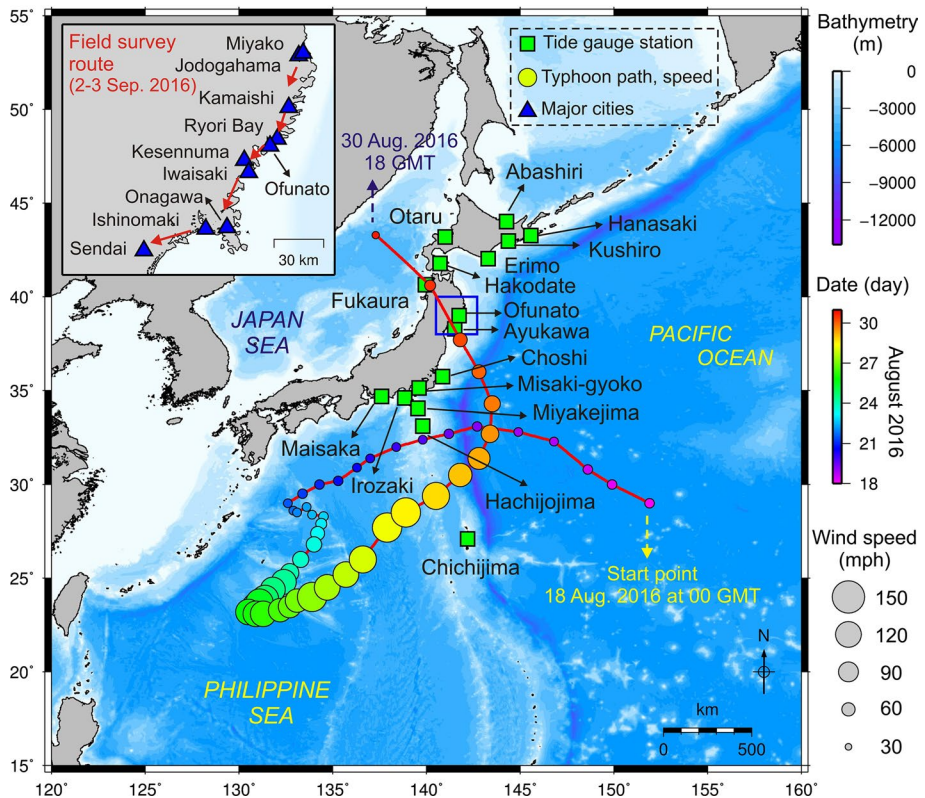 Field survey
route
(2-3 Sep. 2016)
Miyako
Jodogahama
Kamaishi
Ryori Bay
Kesennuma
Iwaisaki
Ofunato
Onagawa
Ishinomaki
Sendai
30 km
Tide gauge station
Typhoon path, speed
Major cities
30 Aug. 2016
18 GMT
Abashiri
Otaru
Hanasaki
Kushiro
Erimo
Hakodate
Fukaura
Ofunato
Ayukawa
JAPAN
SEA
PACIFIC
OCEAN
Choshi
Misaki-gyoko
Miyakejima
Maisaka
Irozaki
Hachijojima
Chichijima
Start point
18 Aug. 2016 at 00 GMT
PHILIPPINE
SEA
N
km
0 500
55°
50°
45°
40°
35°
30°
25°
20°
15°
120° 125° 130° 135° 140° 145° 150° 155° 160°
Bathymetry
(m)
0
−3000
−6000
−9000
−12000
Date (day)
30
27
24
21
18
August 2016
Wind speed
(mph)
150
120
90
60
30